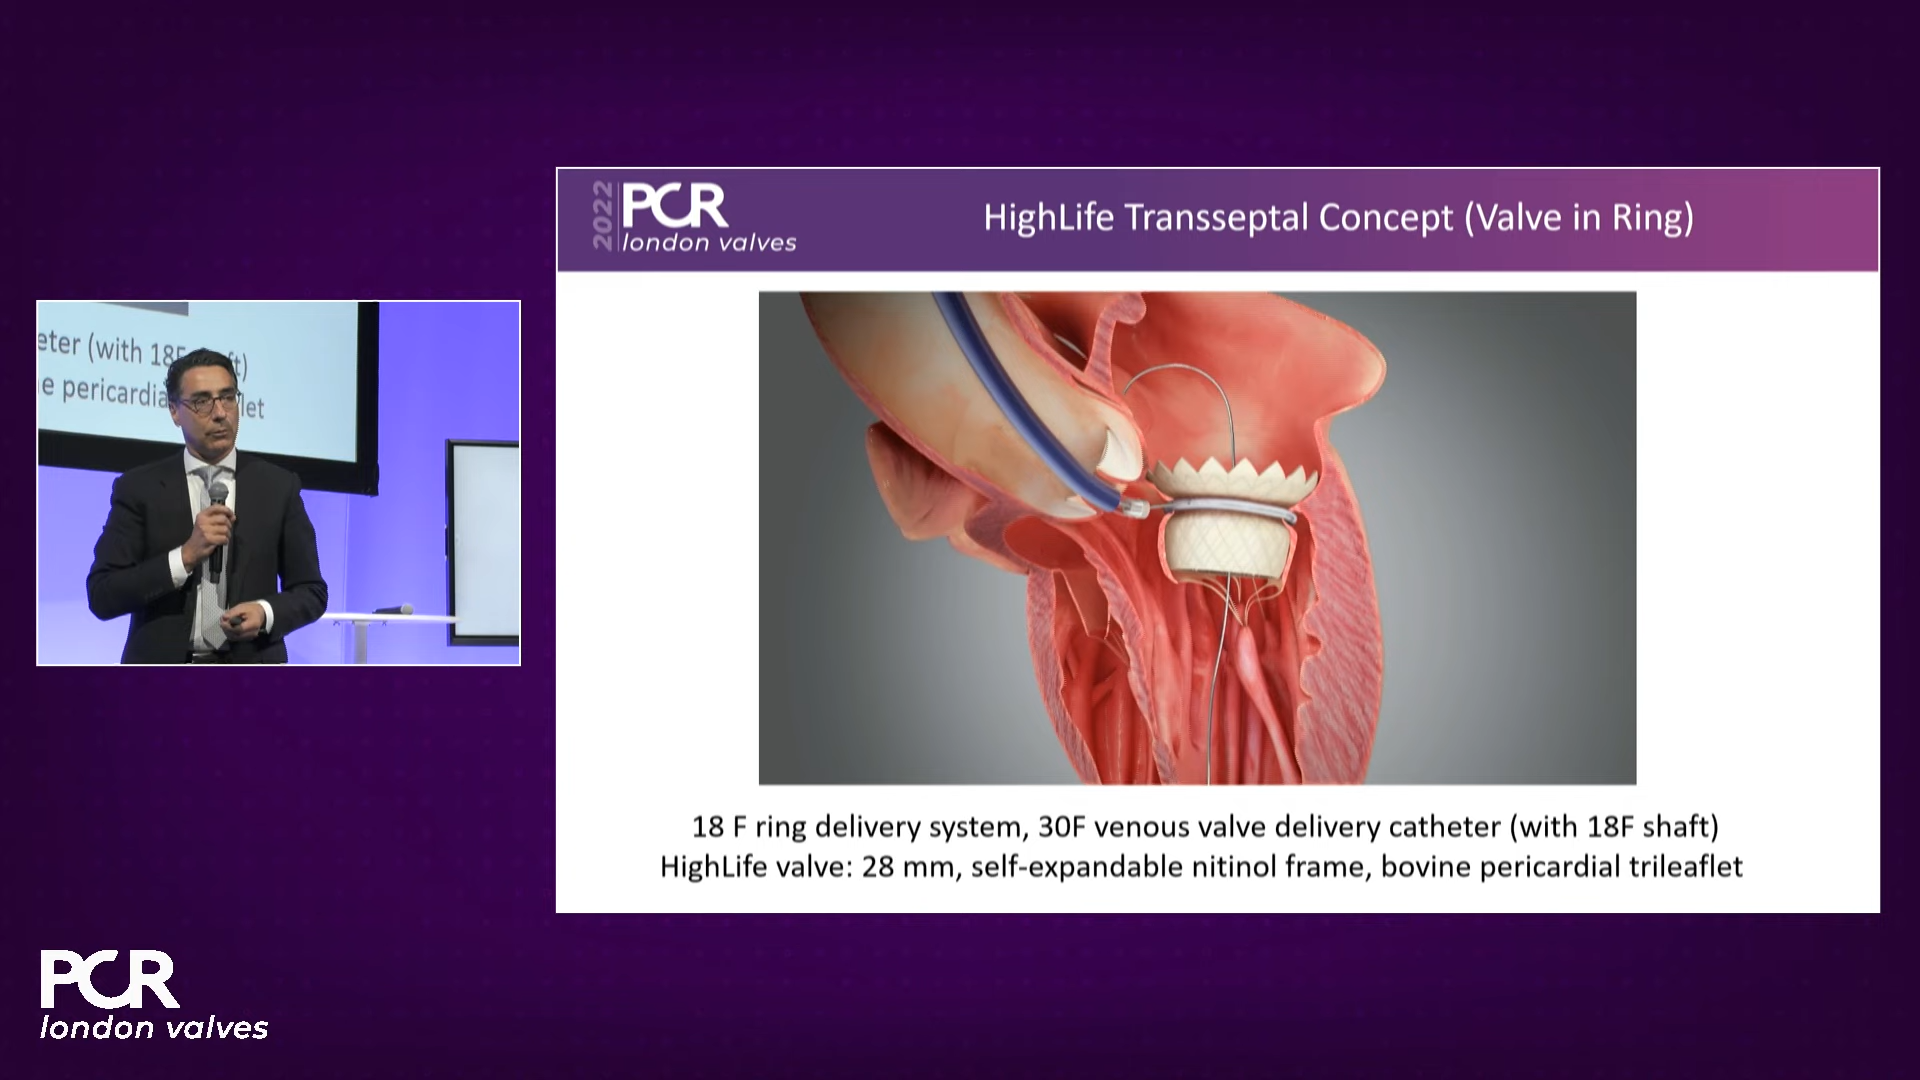 2022
PCR
london valves
HighLife Transseptal Concept (Valve in Ring)
eter (with 18F t)
e pericardia let
18 F ring delivery system, 30F venous valve delivery catheter (with 18F shaft)
HighLife valve: 28 mm, self-expandable nitinol frame, bovine pericardial trileaflet
PCR
london valves